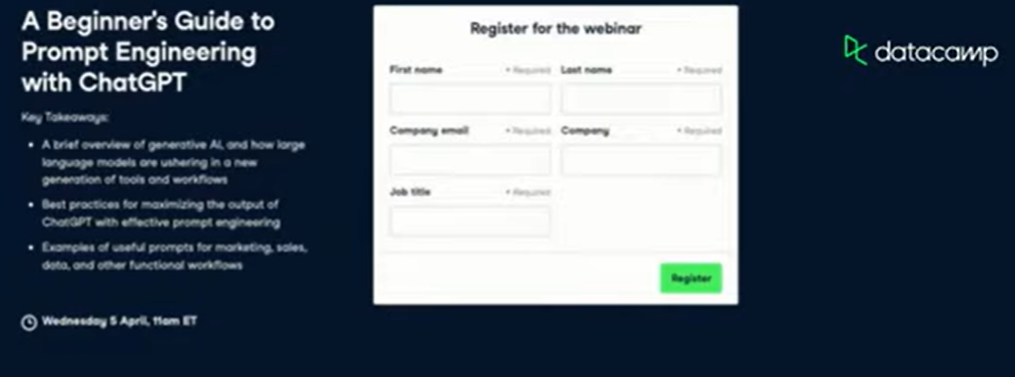 A Beginner's Guide to
Prompt Engineering
with ChatGPT
Key Takeaways:
• A brief overview of generative AI, and how large
language models are ushering in a new
generation of tools and workflows
• Best practices for maximizing the output of
ChatGPT with effective prompt engineering
• Examples of useful prompts for marketing, sales,
data, and other functional workflows
Wednesday 5 April, 11am ET
Register for the webinar
First name • Required Last name • Required
Company email • Required Company • Required
Job title • Required
Register
datacamp